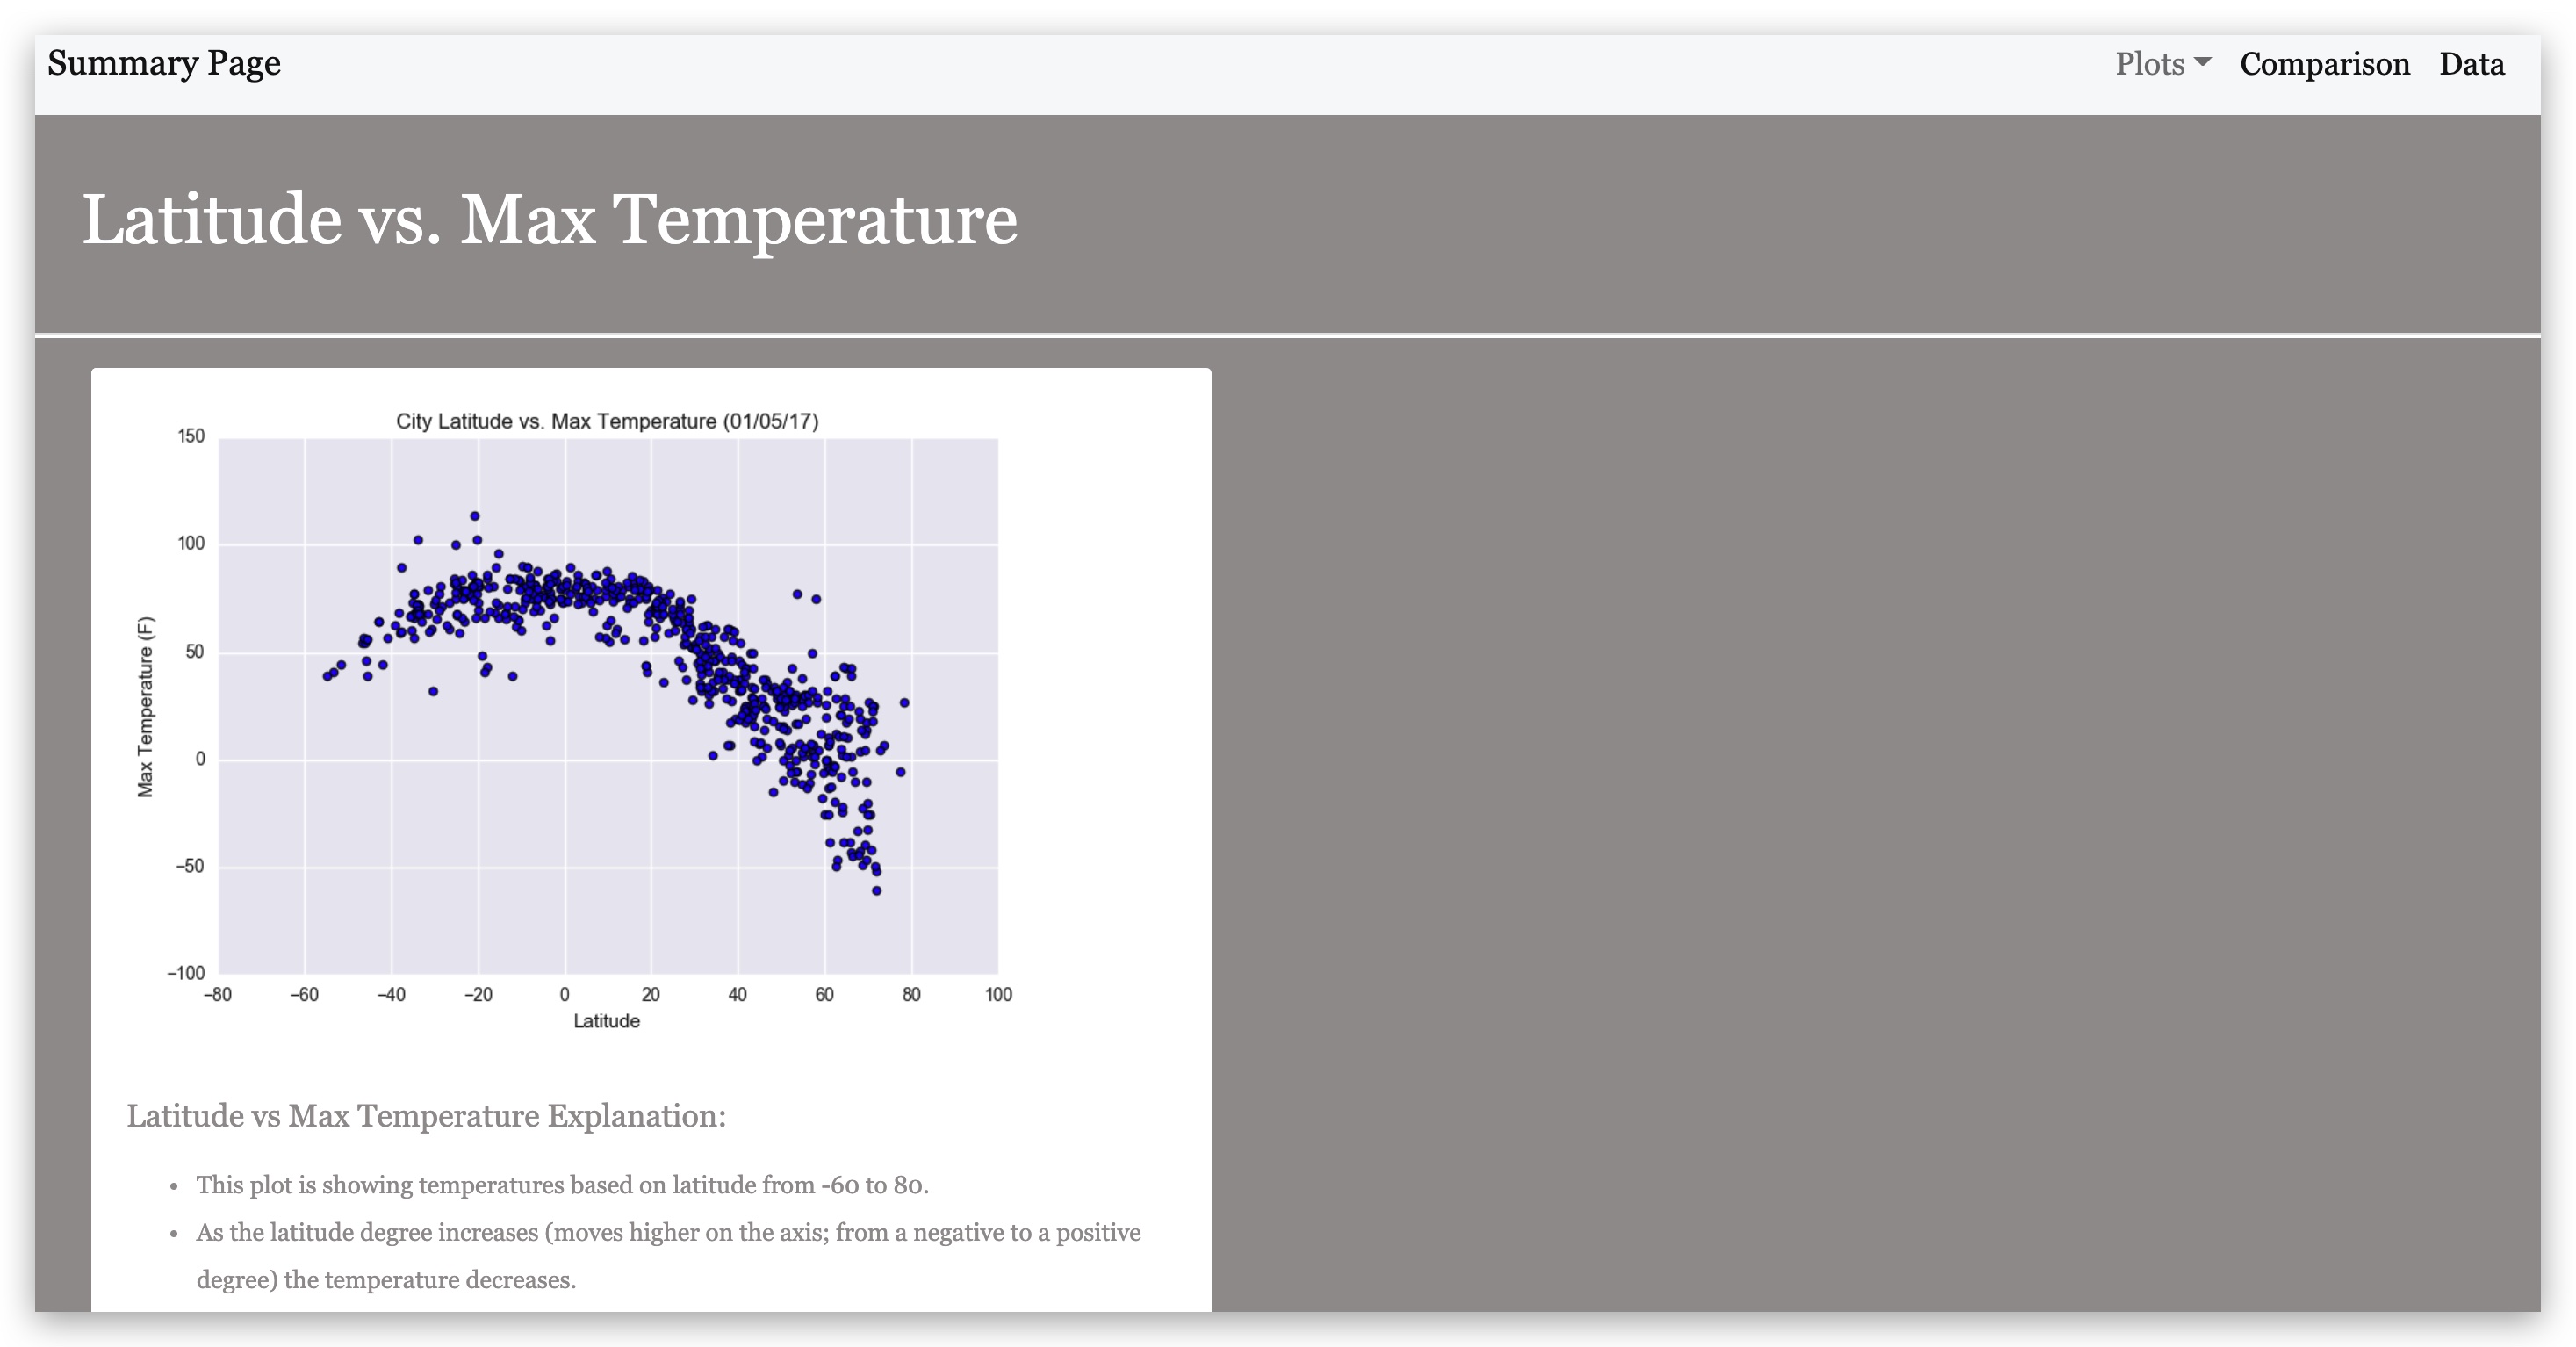 Summary Page
Plots Comparison Data
Latitude vs. Max Temperature
City Latitude vs. Max Temperature (01/05/17)
150
100
50
0
−50
−100
Max Temperature (F)
−80 −60 −40 −20 0 20 40 60 80 100
Latitude
Latitude vs Max Temperature Explanation:
• This plot is showing temperatures based on latitude from -60 to 80.
• As the latitude degree increases (moves higher on the axis; from a negative to a positive
degree) the temperature decreases.